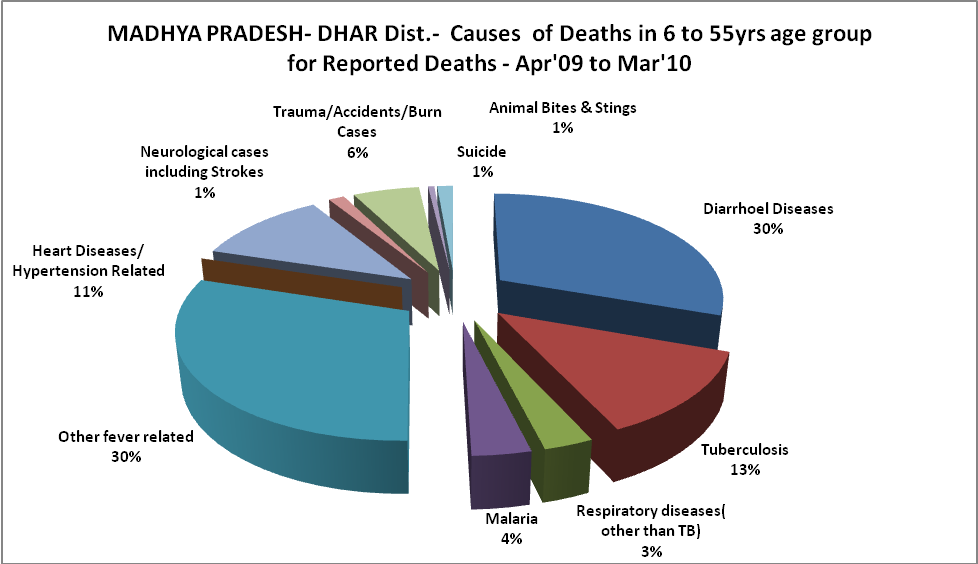 MADHYA PRADESH- DHAR Dist.-  Causes  of Deaths in 6 to 55yrs age group
for Reported Deaths - Apr'09 to Mar'10
Trauma/Accidents/Burn
Cases
6%
Animal Bites & Stings
1%
Neurological cases
including Strokes
1%
Suicide
1%
Diarrhoel Diseases
30%
Heart Diseases/
Hypertension Related
11%
Other fever related
30%
Tuberculosis
13%
Malaria
4%
Respiratory diseases(
other than TB)
3%